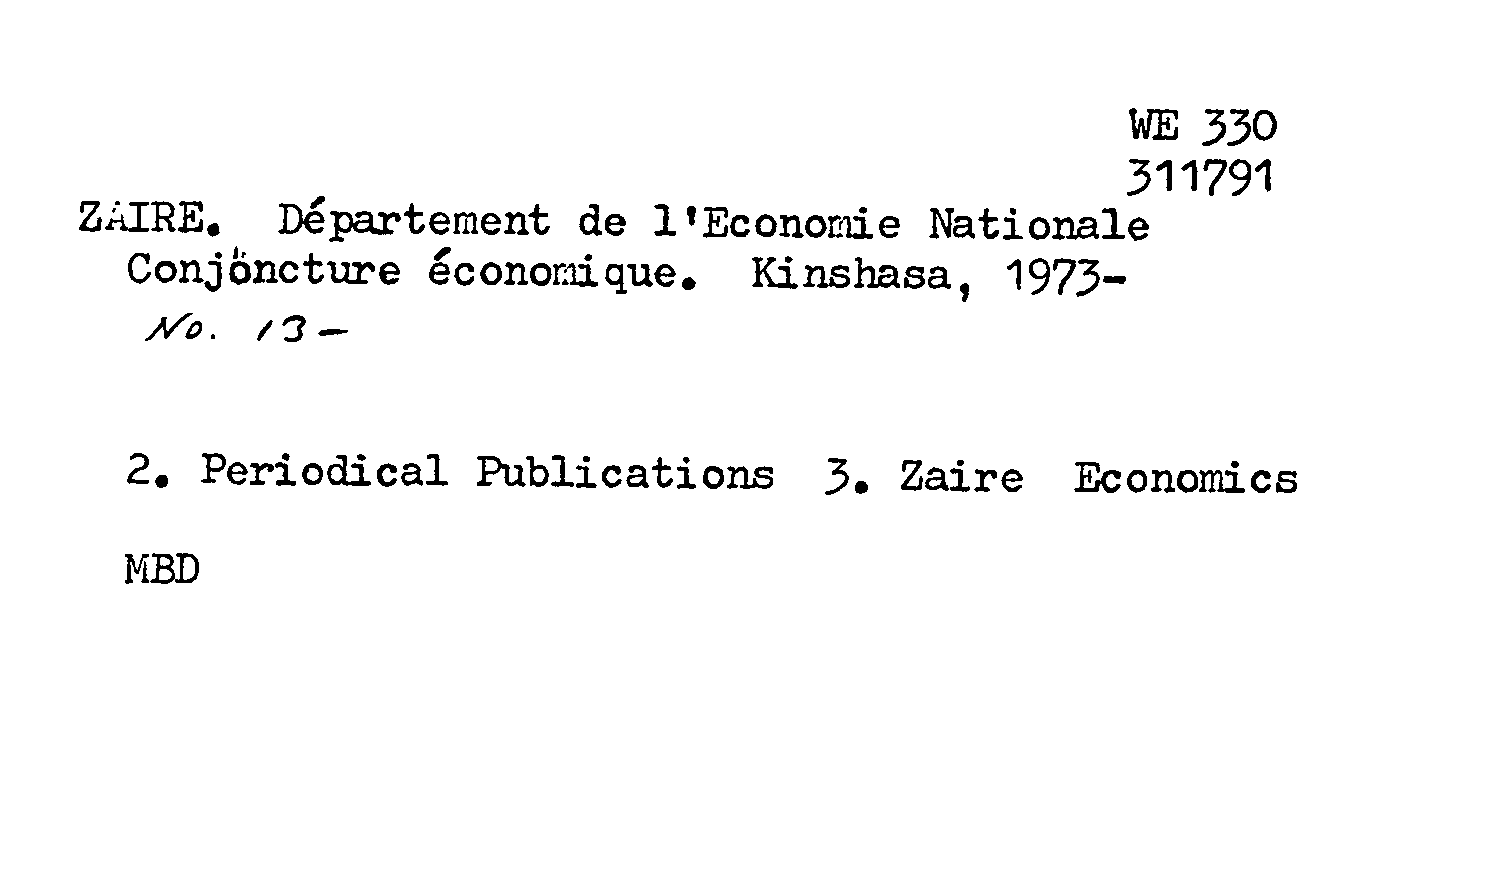 WE 330
311791
ZAIRE. Département de l'Economie Nationale
Conjöncture économique. Kinshasa, 1973-
No. 13-
2. Periodical Publications 3. Zaire Economics
MBD